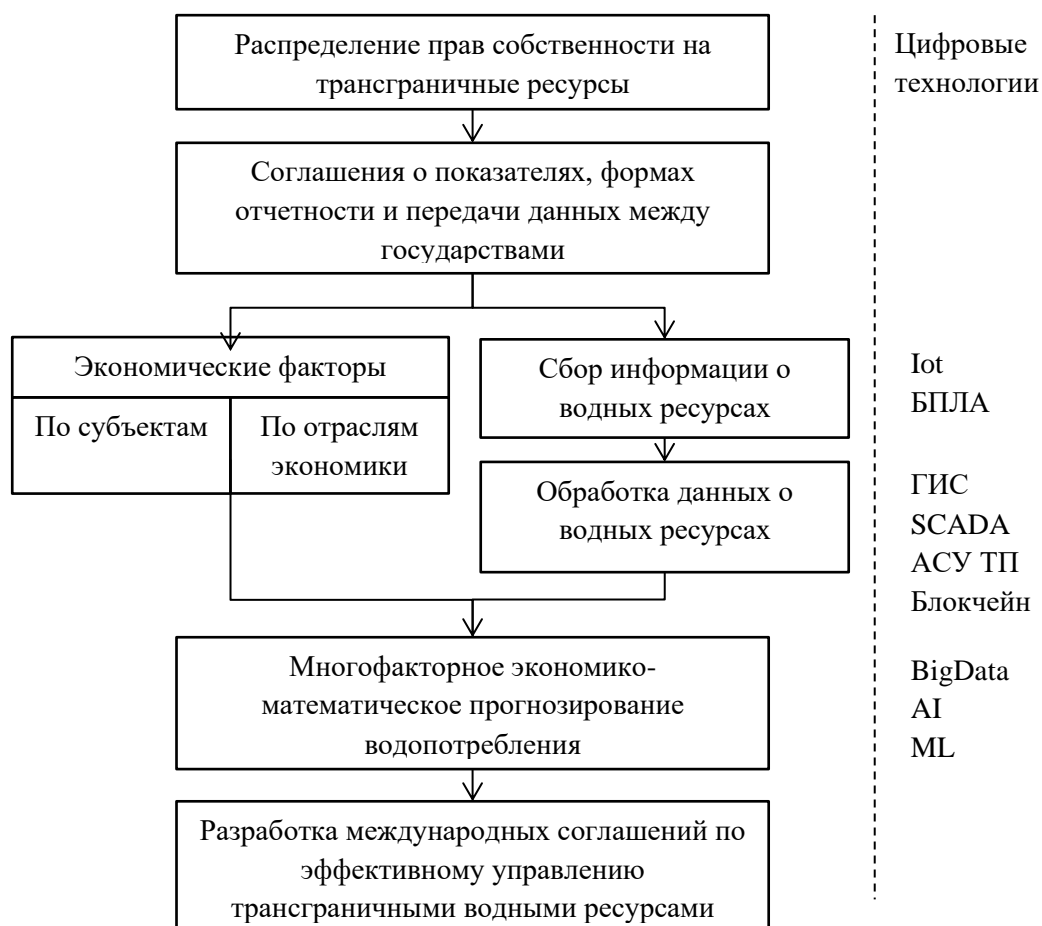 Распределение прав собственности на
трансграничные ресурсы
Цифровые
технологии
Соглашения о показателях, формах
отчетности и передачи данных между
государствами
Экономические факторы
По субъектам
По отраслям
экономики
Сбор информации о
водных ресурсах
Iot
БПЛА
Обработка данных о
водных ресурсах
ГИС
SCADA
АСУ ТП
Блокчейн
Многофакторное экономико-
математическое прогнозирование
водопотребления
BigData
AI
ML
Разработка международных соглашений по
эффективному управлению
трансграничными водными ресурсами